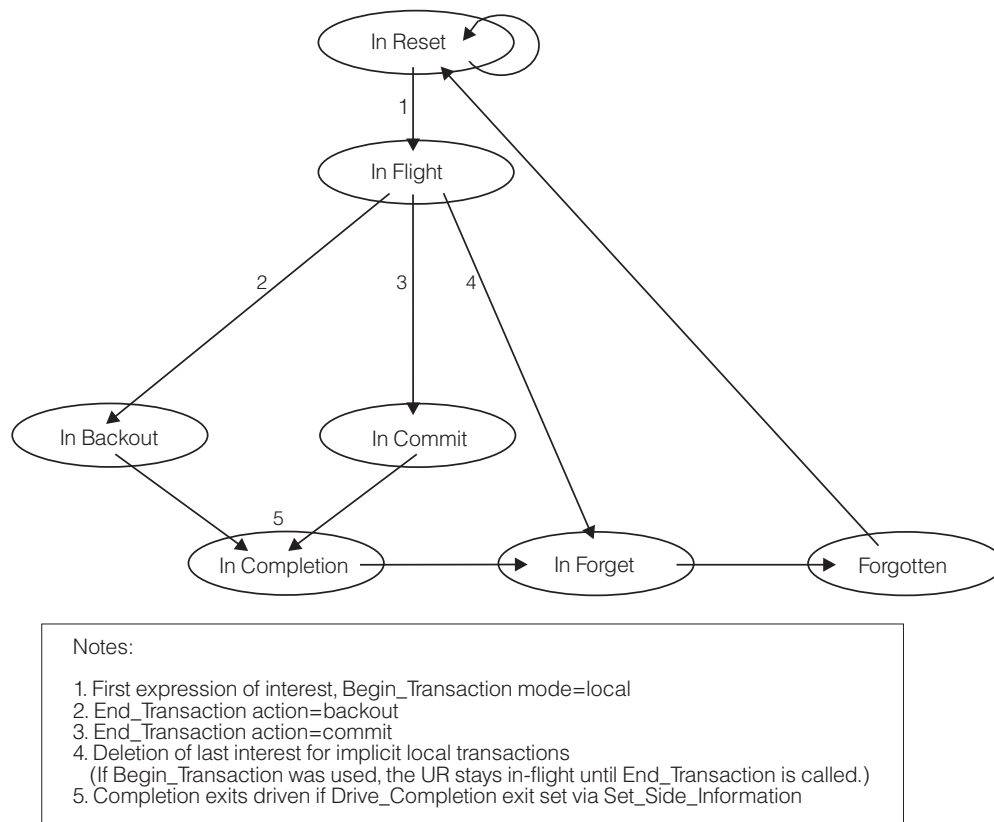 In Reset
1
In Flight
2
3
4
In Backout
In Commit
5
In Completion
In Forget
Forgotten
Notes:
1. First expression of interest, Begin_Transaction mode=local
2. End_Transaction action=backout
3. End_Transaction action=commit
4. Deletion of last interest for implicit local transactions
(If Begin_Transaction was used, the UR stays in-flight until End_Transaction is called.)
5. Completion exits driven if Drive_Completion exit set via Set_Side_Information